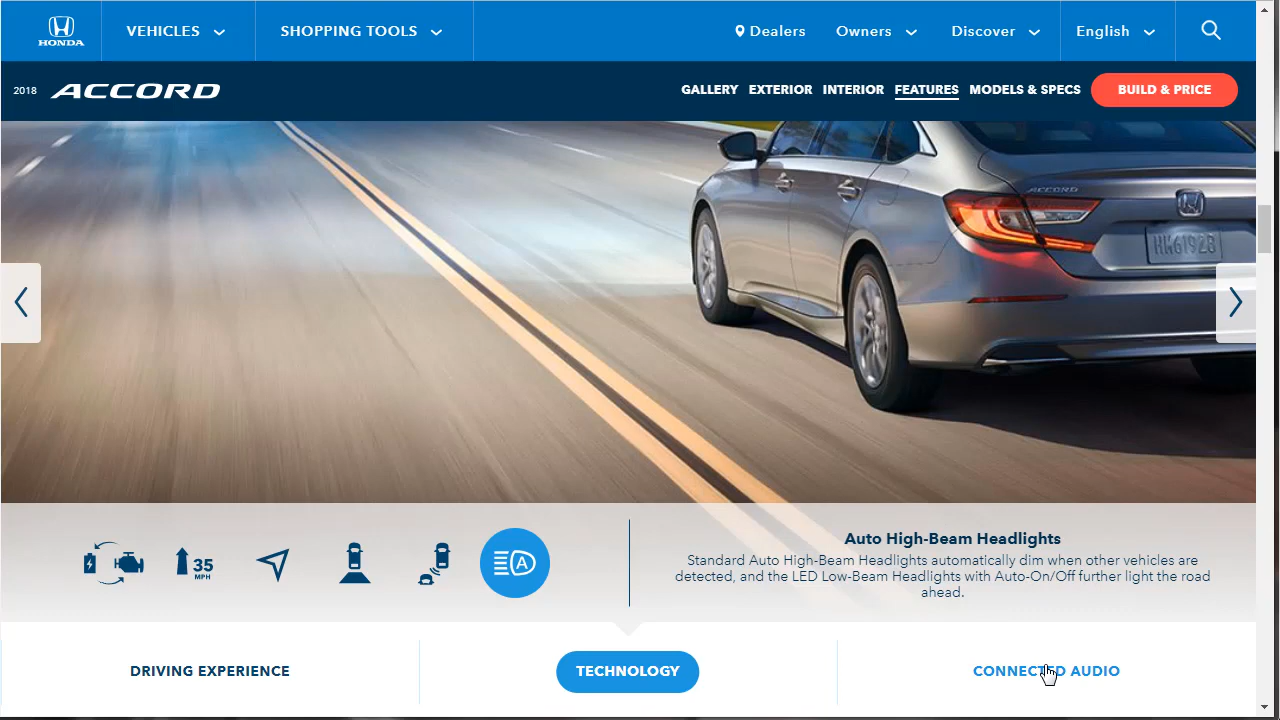 HONDA
VEHICLES
SHOPPING TOOLS
Dealers
Owners
Discover
English
2018 ACCORD
GALLERY
EXTERIOR
INTERIOR
FEATURES
MODELS & SPECS
BUILD & PRICE
ACCORD
HK61928
35
MPH
A
Auto High-Beam Headlights
Standard Auto High-Beam Headlights automatically dim when other vehicles are
detected, and the LED Low-Beam Headlights with Auto-On/Off further light the road
ahead.
DRIVING EXPERIENCE
TECHNOLOGY
CONNECTED AUDIO